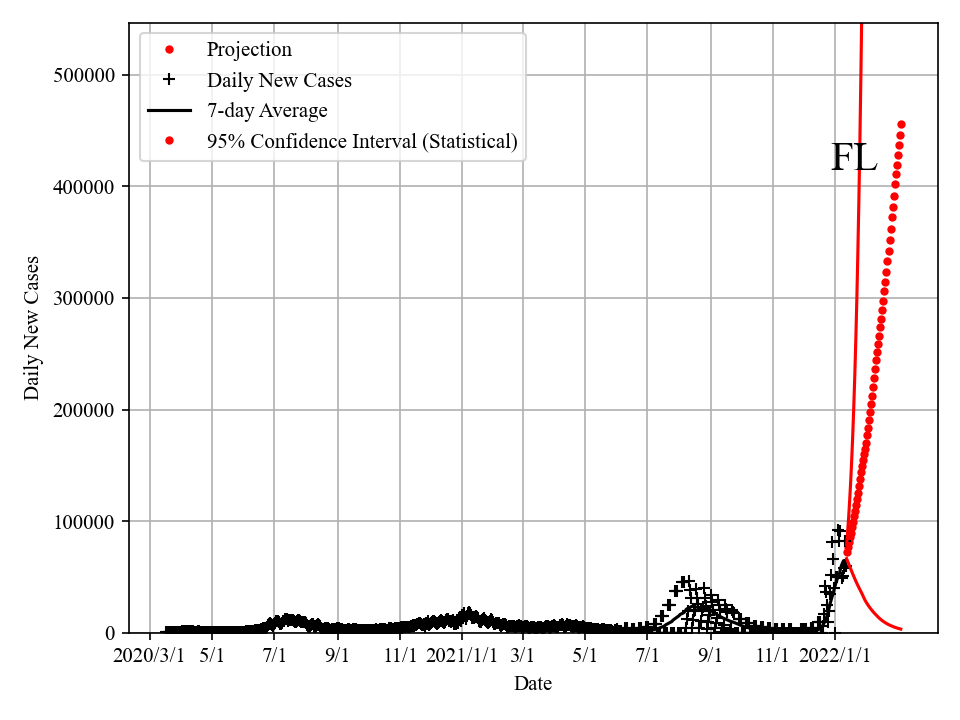 Projection
Daily New Cases
7-day Average
95% Confidence Interval (Statistical)
FL
500000
400000
300000
200000
100000
0
Daily New Cases
2020/3/1 5/1 7/1 9/1 11/1 2021/1/1 3/1 5/1 7/1 9/1 11/1 2022/1/1
Date